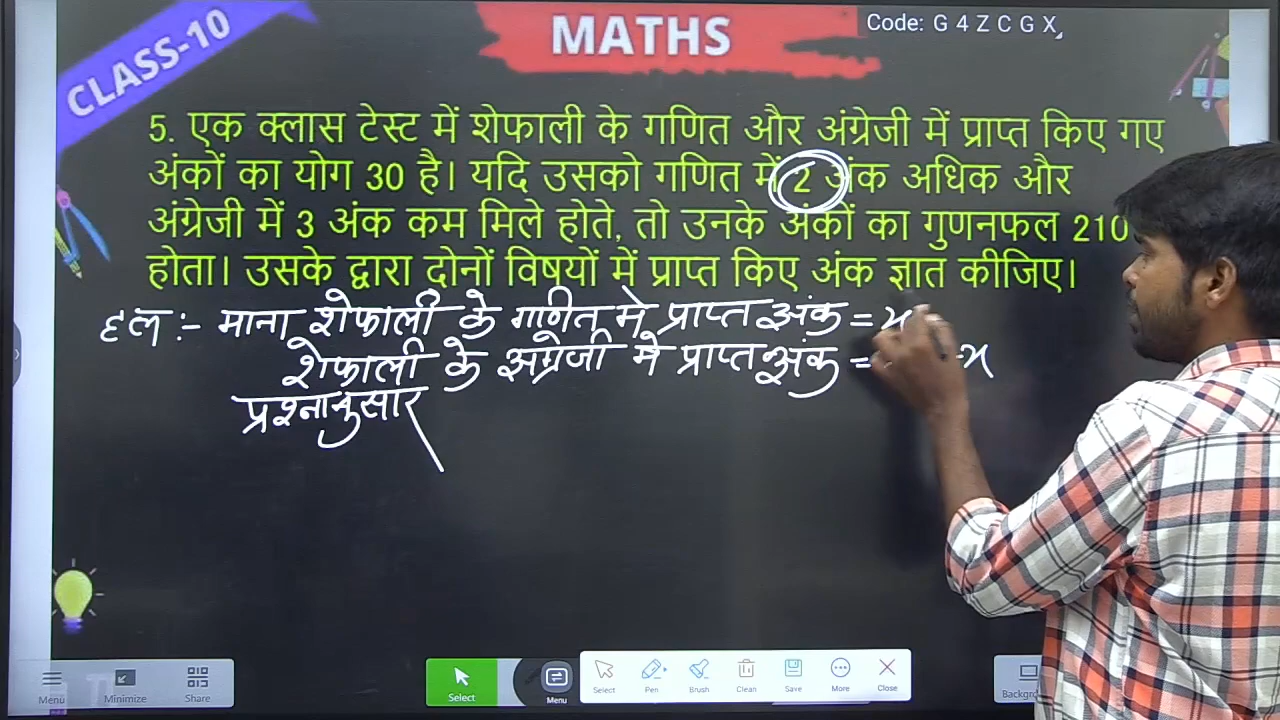 CLASS-10
MATHS
Code: G 4 Z C G X
5. एक क्लास टेस्ट में शेफाली के गणित और अंग्रेजी में प्राप्त किए गए
अंकों का योग 30 है। यदि उसको गणित में 2 अंक अधिक और
अंग्रेजी में 3 अंक कम मिले होते, तो उनके अंकों का गुणनफल 210
होता। उसके द्वारा दोनों विषयों में प्राप्त किए अंक ज्ञात कीजिए।
हल :- माना शेफाली के गणित मे प्राप्त अंक = x
शेफाली के अंग्रेजी मे प्राप्त अंक = -x
प्रश्नानुसार
Menu
Minimize
Share
Select
Menu
Select
Pen
Brush
Clean
Save
More
Close